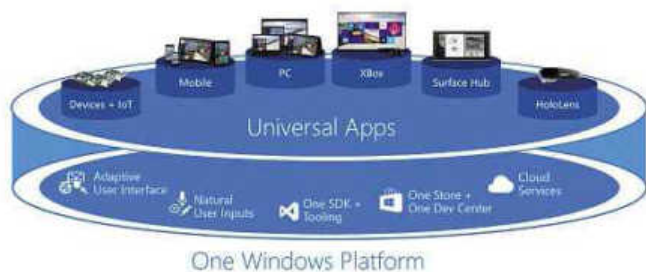 Devices + IoT
Mobile
PC
XBox
Surface Hub
HoloLens
Universal Apps
Adaptive
User Interface
Natural
User Inputs
One SDK +
Tooling
One Store +
One Dev Center
Cloud
Services
One Windows Platform